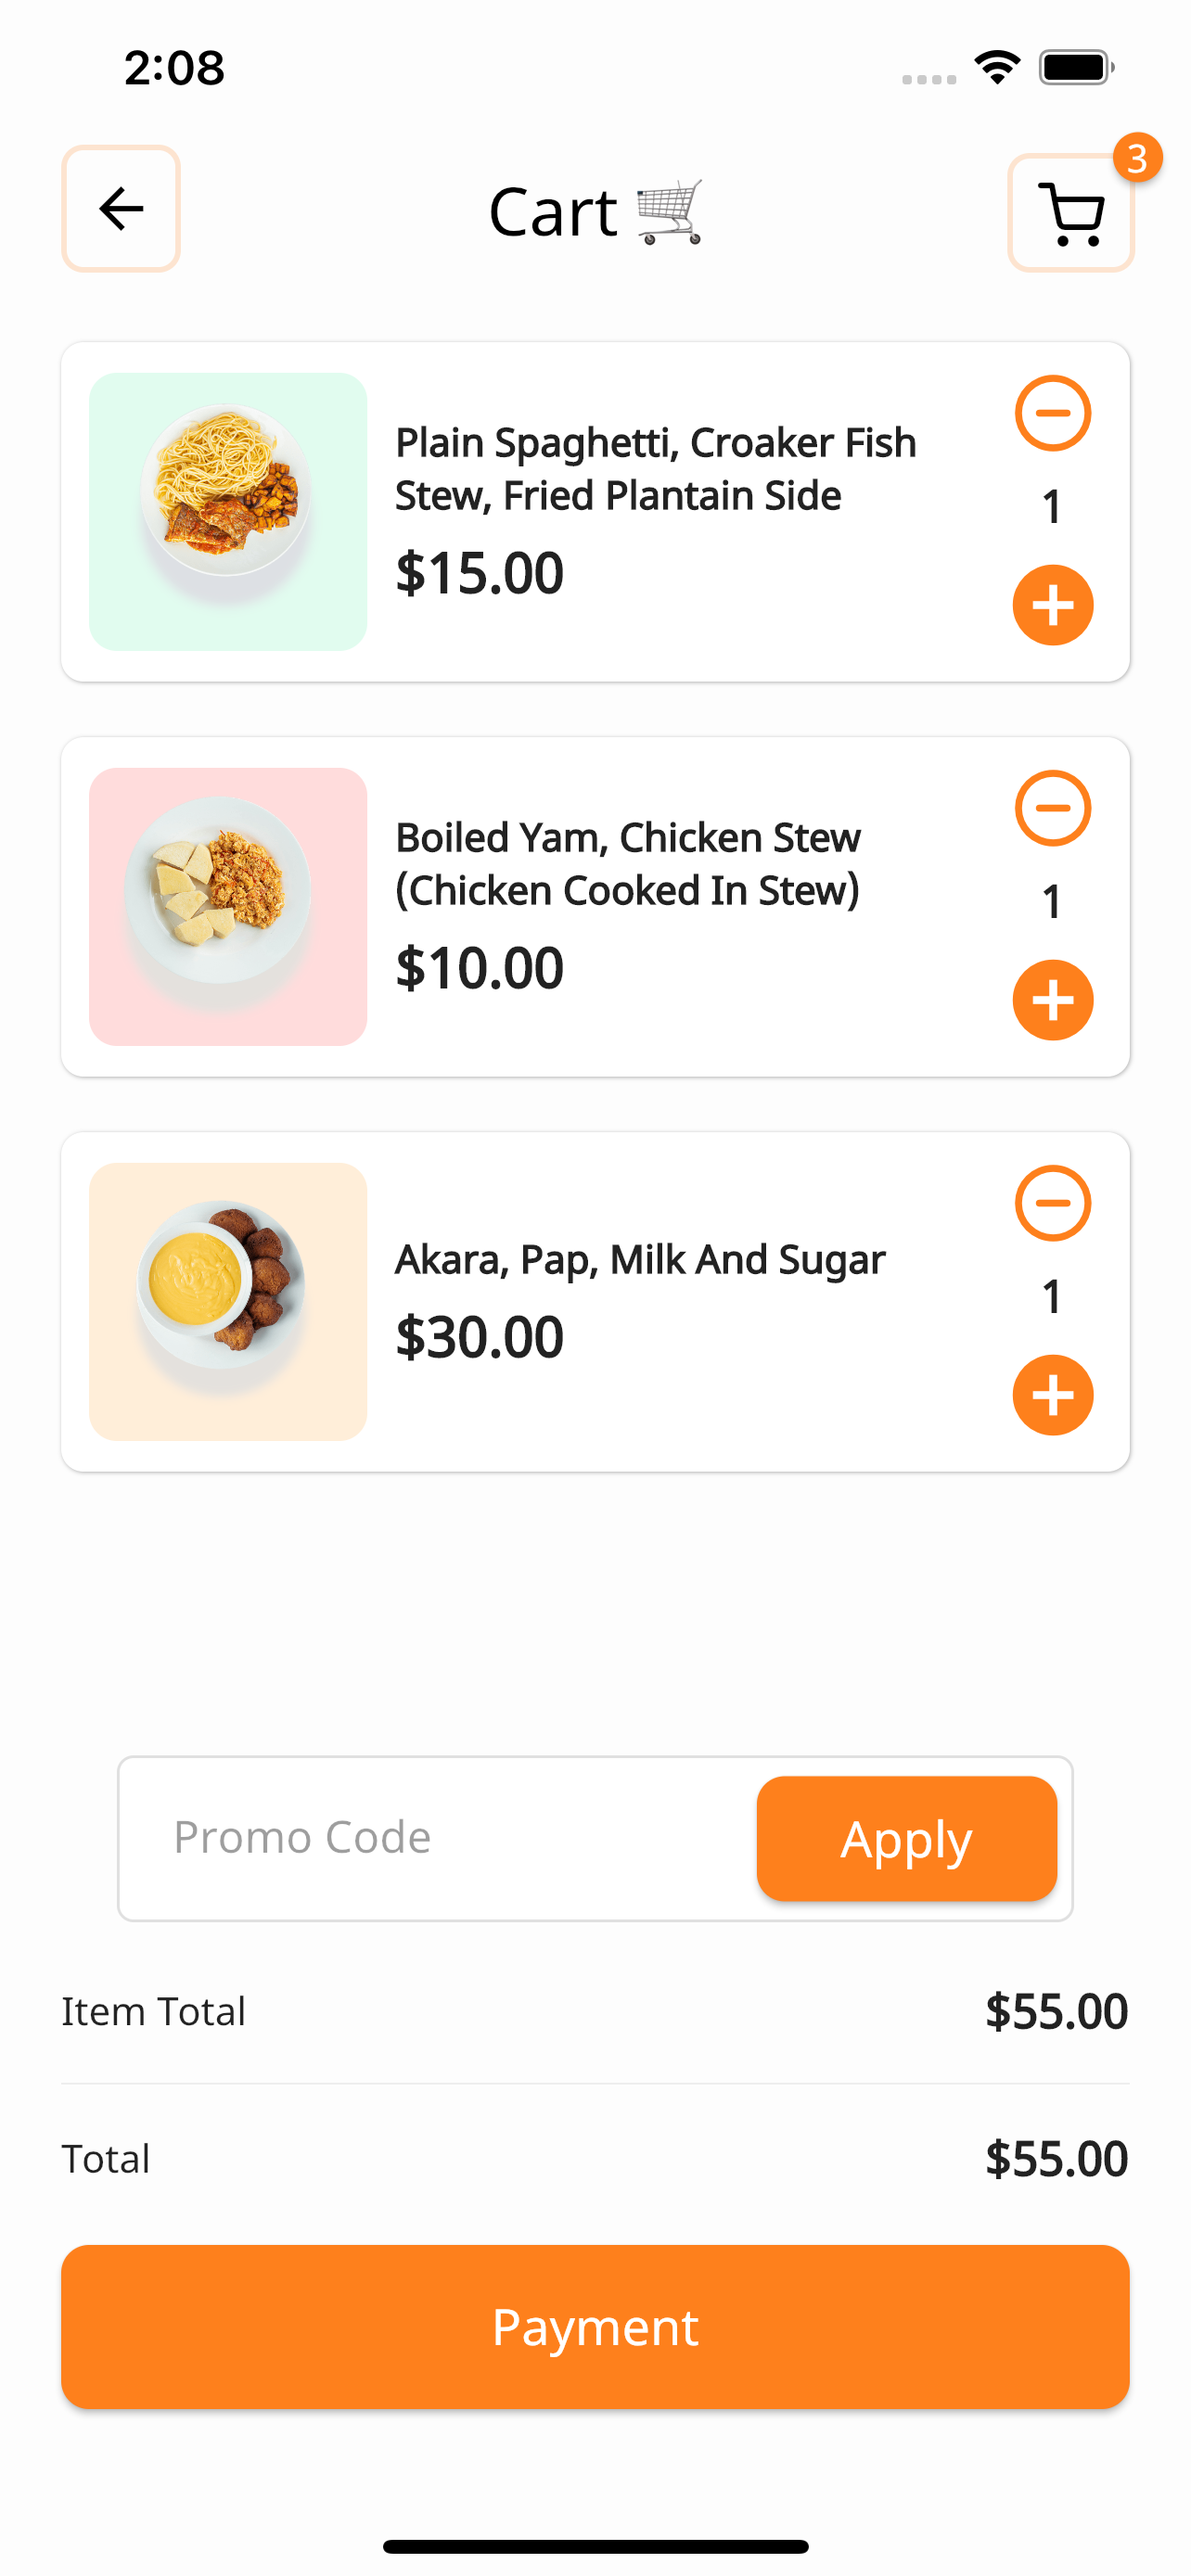 2:08
Cart
3
Plain Spaghetti, Croaker Fish
Stew, Fried Plantain Side
$15.00
1
Boiled Yam, Chicken Stew
(Chicken Cooked In Stew)
$10.00
1
Akara, Pap, Milk And Sugar
$30.00
1
Promo Code
Apply
Item Total
$55.00
Total
$55.00
Payment